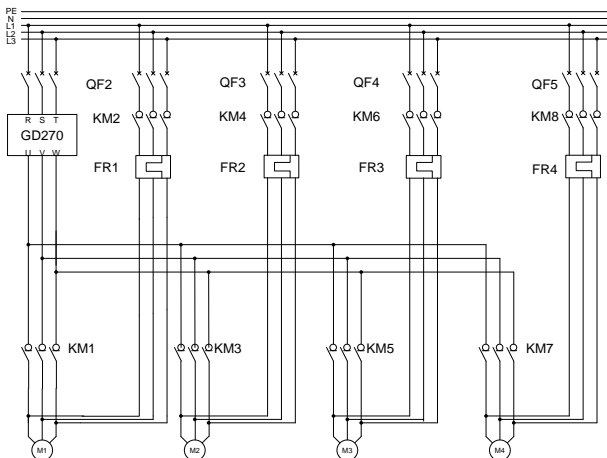 PE
N
L1
L2
L3
QF2 QF3 QF4 QF5
KM2 KM4 KM6 KM8
R S T
GD270
U V W
FR1 FR2 FR3 FR4
KM1 KM3 KM5 KM7
M1 M2 M3 M4